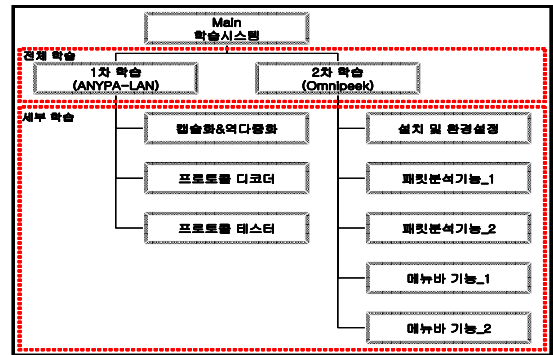 Main
학습시스템
전체 학습
1차 학습
(ANYPA-LAN)
2차 학습
(Omnipeek)
세부 학습
캡슐화&역다중화
설치 및 환경설정
프로토콜 디코더
패킷분석기능_1
프로토콜 테스터
패킷분석기능_2
메뉴바 기능_1
메뉴바 기능_2